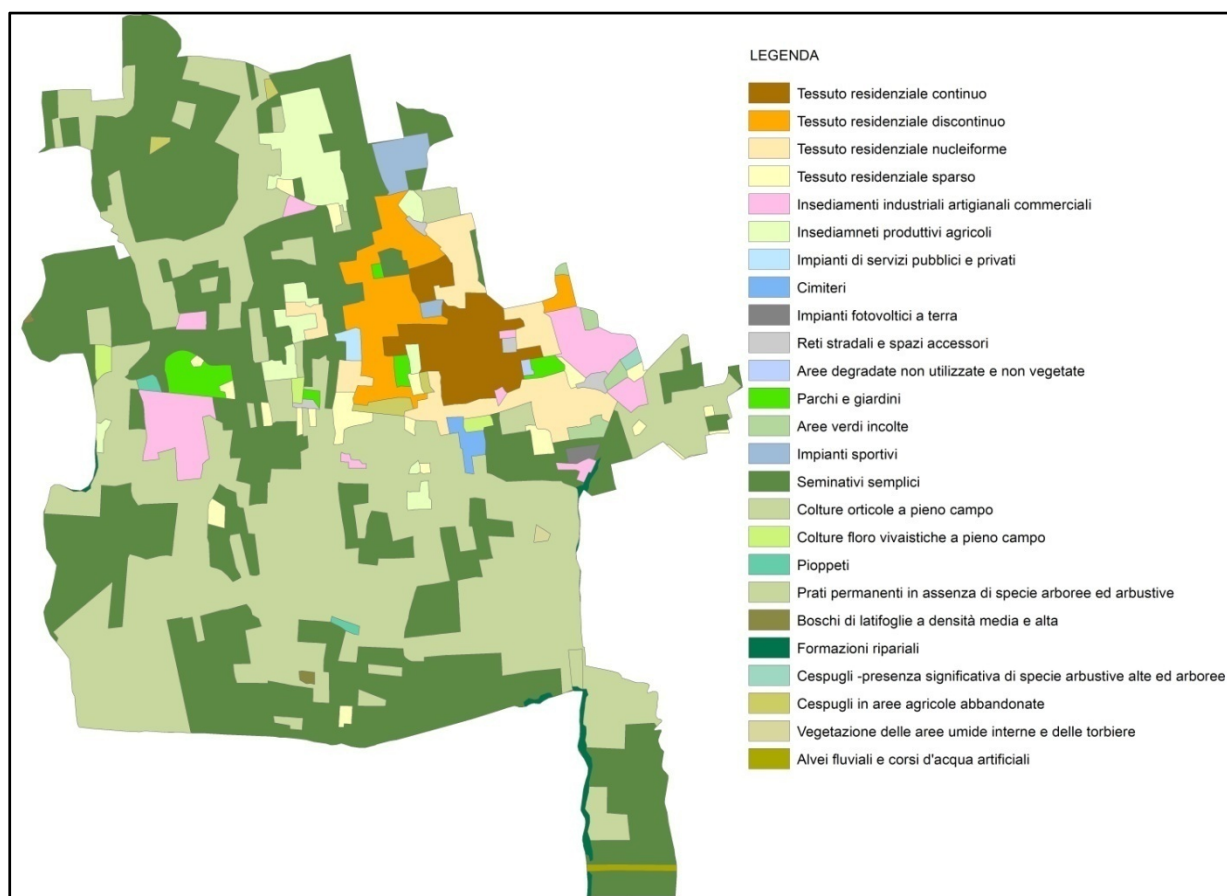 LEGENDA
Tessuto residenziale continuo
Tessuto residenziale discontinuo
Tessuto residenziale nucleiforme
Tessuto residenziale sparso
Insediamenti industriali artigianali commerciali
Insediamneti produttivi agricoli
Impianti di servizi pubblici e privati
Cimiteri
Impianti fotovoltici a terra
Reti stradali e spazi accessori
Aree degradate non utilizzate e non vegetate
Parchi e giardini
Aree verdi incolte
Impianti sportivi
Seminativi semplici
Colture orticole a pieno campo
Colture floro vivaistiche a pieno campo
Pioppeti
Prati permanenti in assenza di specie arboree ed arbustive
Boschi di latifoglie a densità media e alta
Formazioni ripariali
Cespugli -presenza significativa di specie arbustive alte ed arboree
Cespugli in aree agricole abbandonate
Vegetazione delle aree umide interne e delle torbiere
Alvei fluviali e corsi d'acqua artificiali